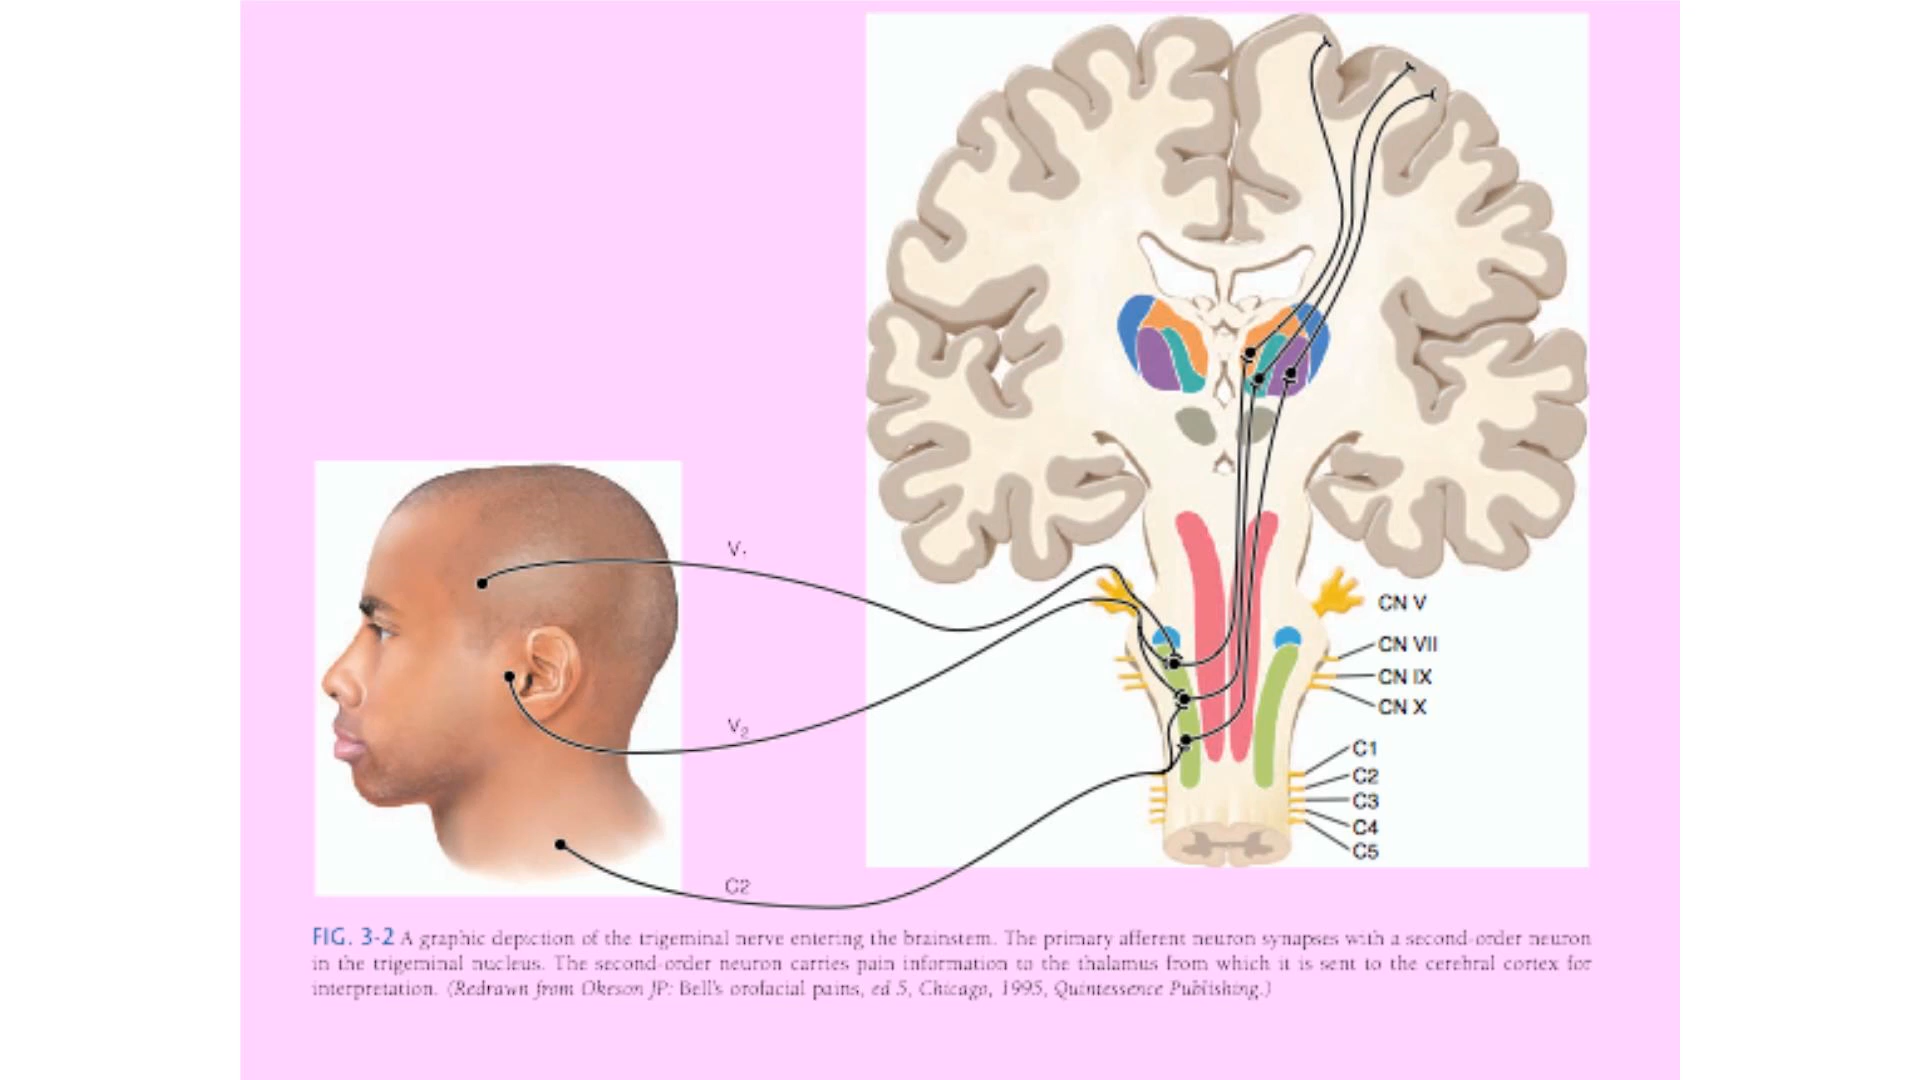 V₁
V₂
C2
CN V
CN VII
CN IX
CN X
C1
C2
C3
C4
C5
FIG. 3-2 A graphic depiction of the trigeminal nerve entering the brainstem. The primary afferent neuron synapses with a second-order neuron
in the trigeminal nucleus. The second-order neuron carries pain information to the thalamus from which it is sent to the cerebral cortex for
interpretation. (Redrawn from Okeson JP: Bell's orofacial pains, ed 5, Chicago, 1995, Quintessence Publishing.)